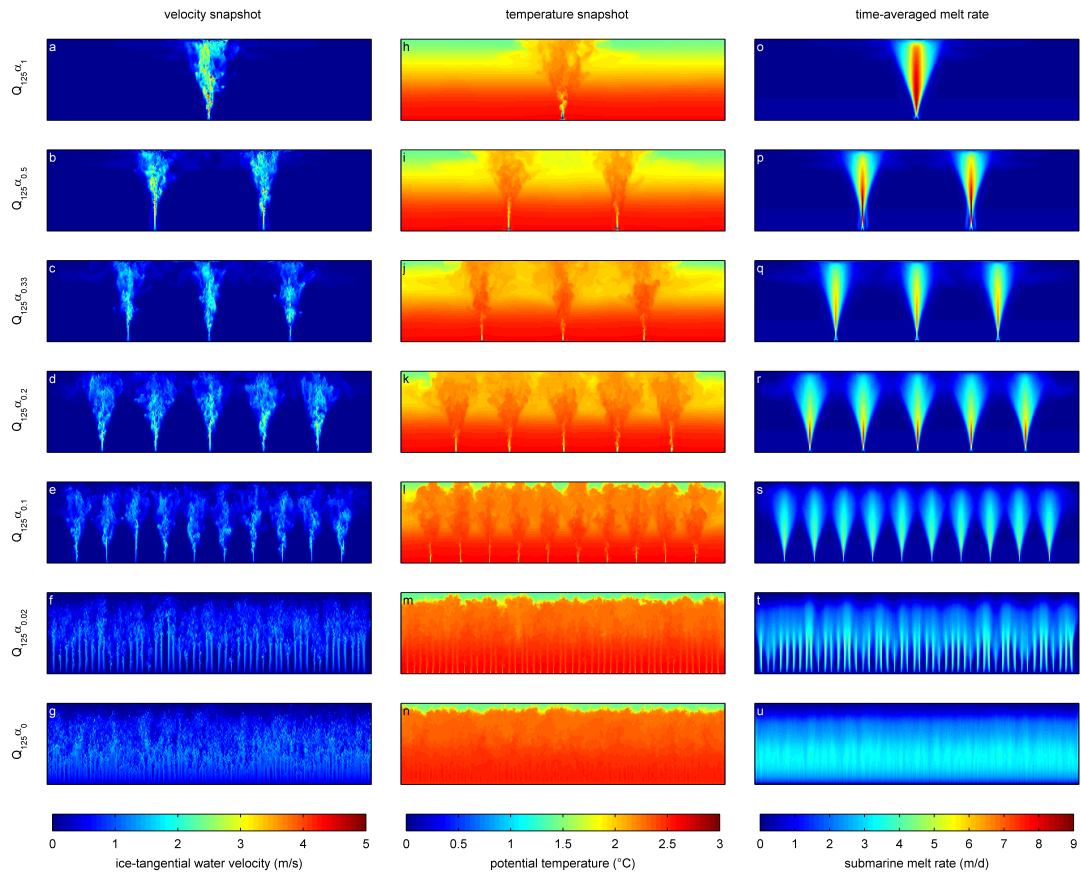 velocity snapshot temperature snapshot time-averaged melt rate
Q125α1 a h o
Q125α0.5 b i p
Q125α0.33 c j q
Q125α0.2 d k r
Q125α0.1 e l s
Q125α0.02 f m t
Q125α0 g n u
0 1 2 3 4 5 0 0.5 1 1.5 2 2.5 3 0 1 2 3 4 5 6 7 8 9
ice-tangential water velocity (m/s) potential temperature (°C) submarine melt rate (m/d)